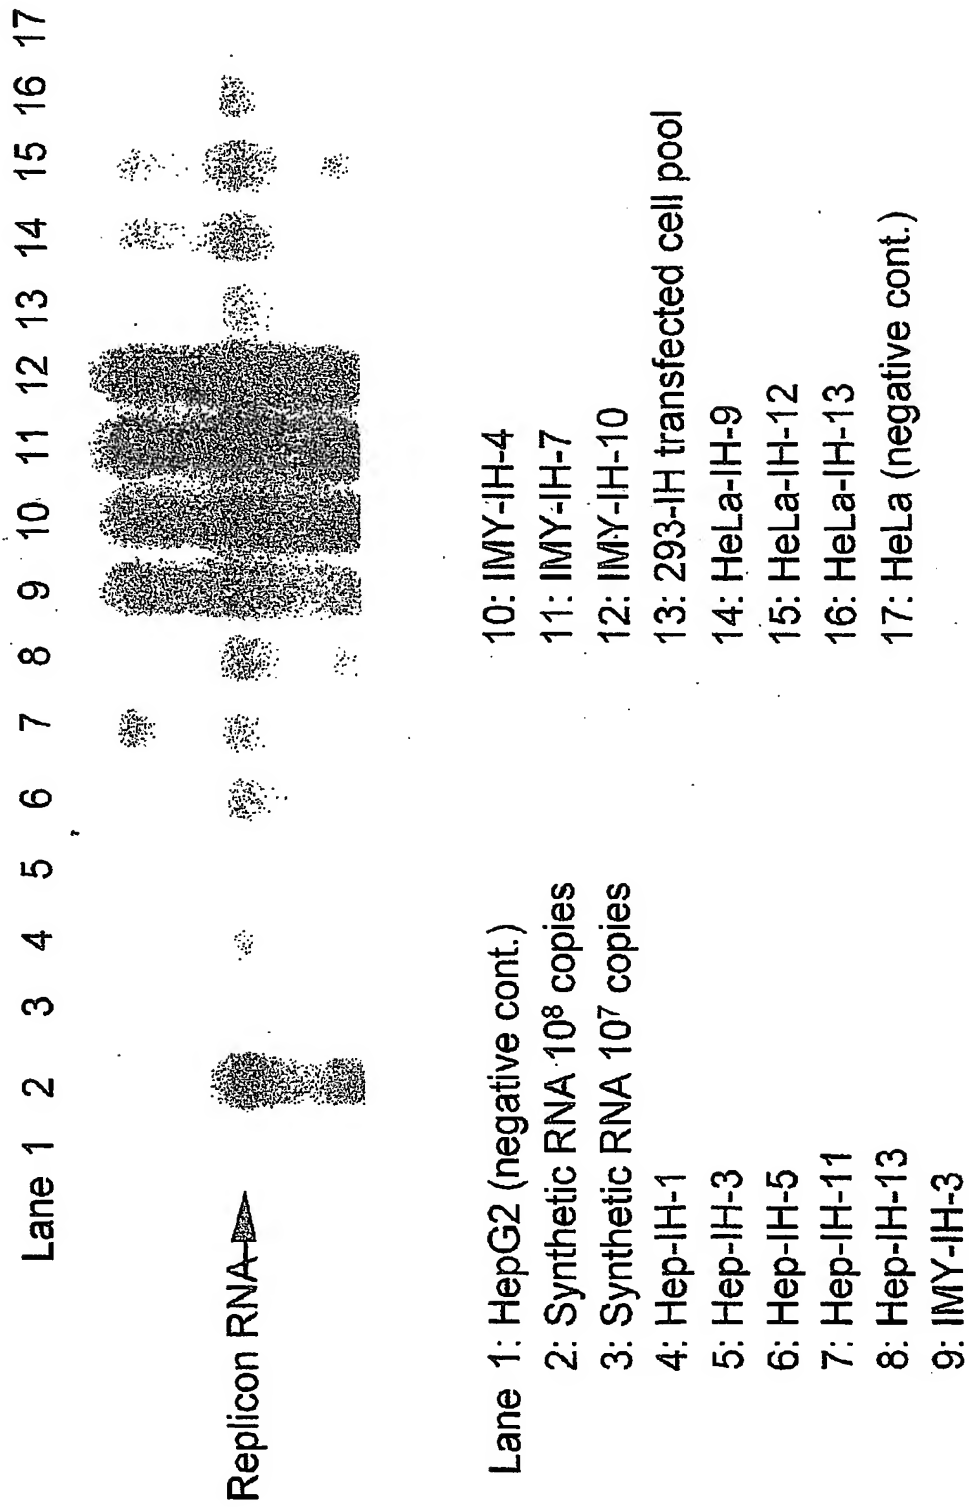 Lane 1 2 3 4 5 6 7 8 9 10 11 12 13 14 15 16 17
Replicon RNA
Lane 1: HepG2 (negative cont.)
2: Synthetic RNA 10⁸ copies
3: Synthetic RNA 10⁷ copies
4: Hep-IH-1
5: Hep-IH-3
6: Hep-IH-5
7: Hep-IH-11
8: Hep-IH-13
9: IMY-IH-3
10: IMY-IH-4
11: IMY-IH-7
12: IMY-IH-10
13: 293-IH transfected cell pool
14: HeLa-IH-9
15: HeLa-IH-12
16: HeLa-IH-13
17: HeLa (negative cont.)